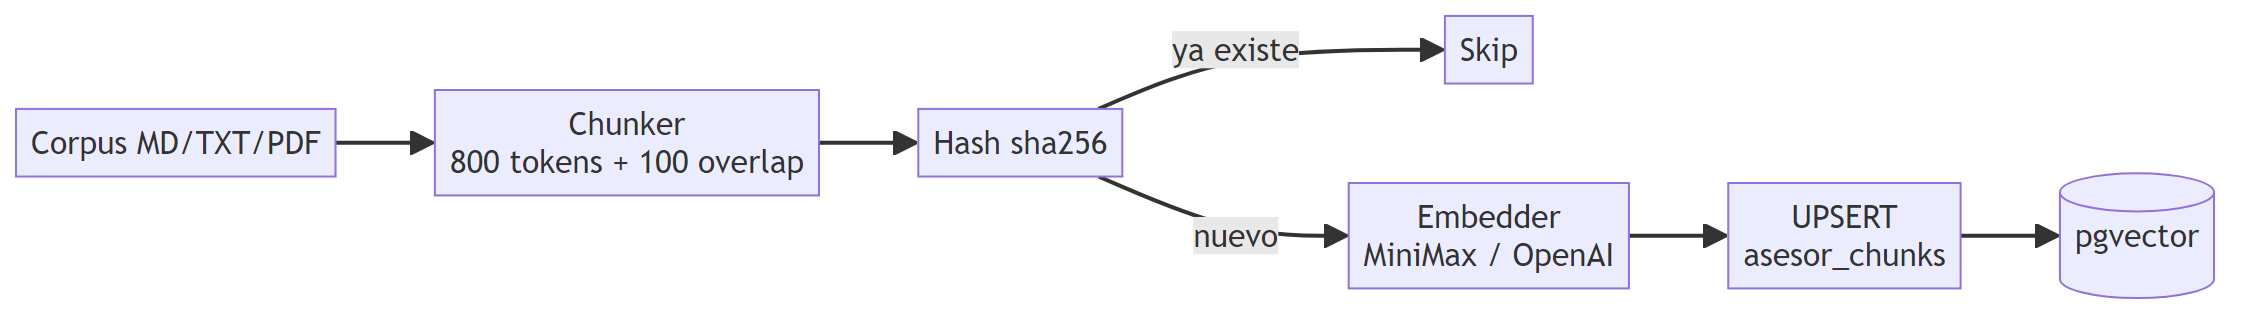 Corpus MD/TXT/PDF
Chunker
800 tokens + 100 overlap
Hash sha256
ya existe
Skip
nuevo
Embedder
MiniMax / OpenAI
UPSERT
asesor_chunks
pgvector